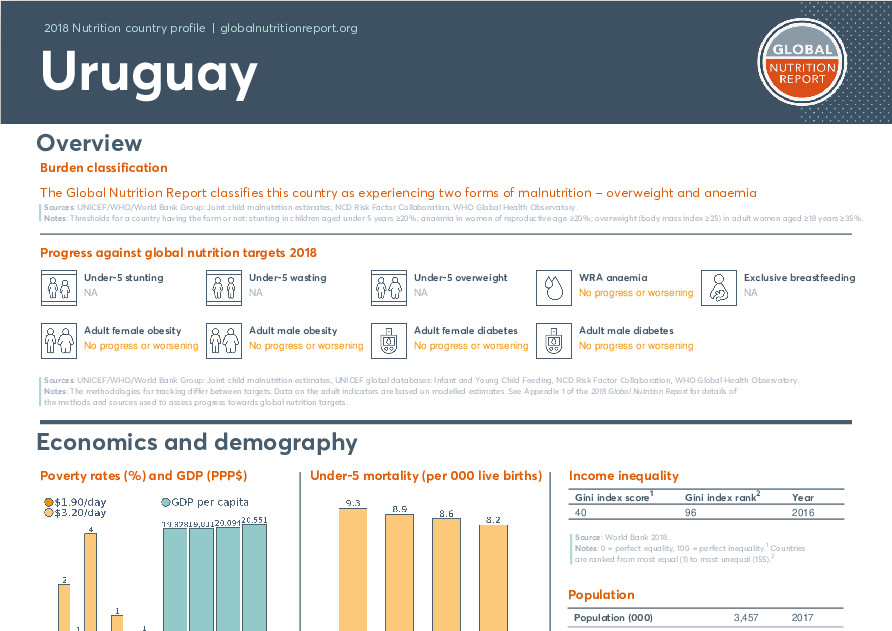 2018 Nutrition country profile | globalnutritionreport.org
Uruguay
GLOBAL
NUTRITION
REPORT
Overview
Burden classification
The Global Nutrition Report classifies this country as experiencing two forms of malnutrition – overweight and anaemia
Sources: UNICEF/WHO/World Bank Group: Joint child malnutrition estimates, NCD Risk Factor Collaboration, WHO Global Health Observatory.
Notes: Thresholds for a country having the form or not: stunting in children aged under 5 years ≥20%; anaemia in women of reproductive age ≥20%; overweight (body mass index ≥25) in adult women aged ≥18 years ≥35%.
Progress against global nutrition targets 2018
Under-5 stunting
NA
Under-5 wasting
NA
Under-5 overweight
NA
WRA anaemia
No progress or worsening
Exclusive breastfeeding
NA
Adult female obesity
No progress or worsening
Adult male obesity
No progress or worsening
Adult female diabetes
No progress or worsening
Adult male diabetes
No progress or worsening
Sources: UNICEF/WHO/World Bank Group: Joint child malnutrition estimates, UNICEF global databases: Infant and Young Child Feeding, NCD Risk Factor Collaboration, WHO Global Health Observatory.
Notes: The methodologies for tracking differ between targets. Data on the adult indicators are based on modelled estimates. See Appendix 1 of the 2018 Global Nutrition Report for details of
the methods and sources used to assess progress towards global nutrition targets.
Economics and demography
Poverty rates (%) and GDP (PPP$)
$1.90/day
$3.20/day
GDP per capita
2
1
4
1
1
19,828 19,831 20,094 20,551
Under-5 mortality (per 000 live births)
9.3
8.9
8.6
8.2
Income inequality
Gini index score1 Gini index rank2 Year
40 96 2016
Source: World Bank 2018.
Notes: 0 = perfect equality, 100 = perfect inequality.1 Countries
are ranked from most equal (1) to most unequal (155).2
Population
Population (000) 3,457 2017